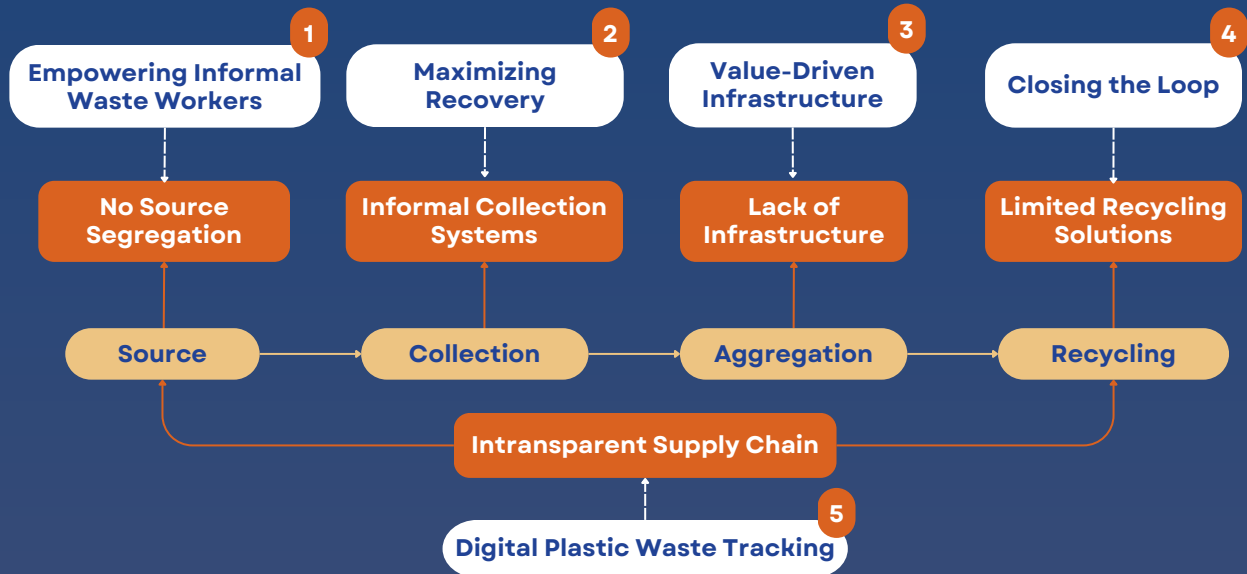 1
Empowering Informal
Waste Workers
2
Maximizing
Recovery
3
Value-Driven
Infrastructure
4
Closing the Loop
No Source
Segregation
Informal Collection
Systems
Lack of
Infrastructure
Limited Recycling
Solutions
Source
Collection
Aggregation
Recycling
Intransparent Supply Chain
5
Digital Plastic Waste Tracking